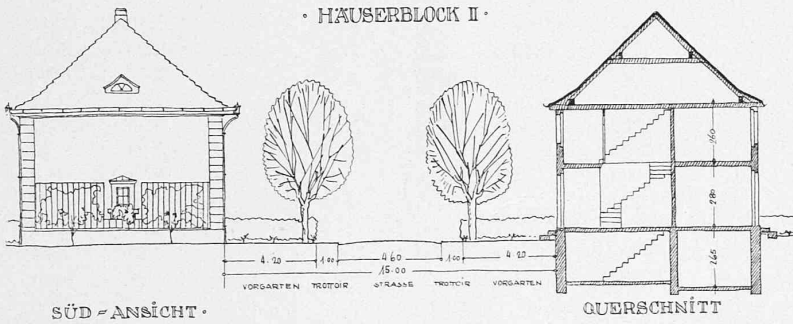 · HÄUSERBLOCK II ·
260
280
265
4.20 1.00 4.60 1.00 4.20
15.00
VORGARTEN TROTTOIR STRASSE TROTTOIR VORGARTEN
SÜD-ANSICHT ·
QUERSCHNITT